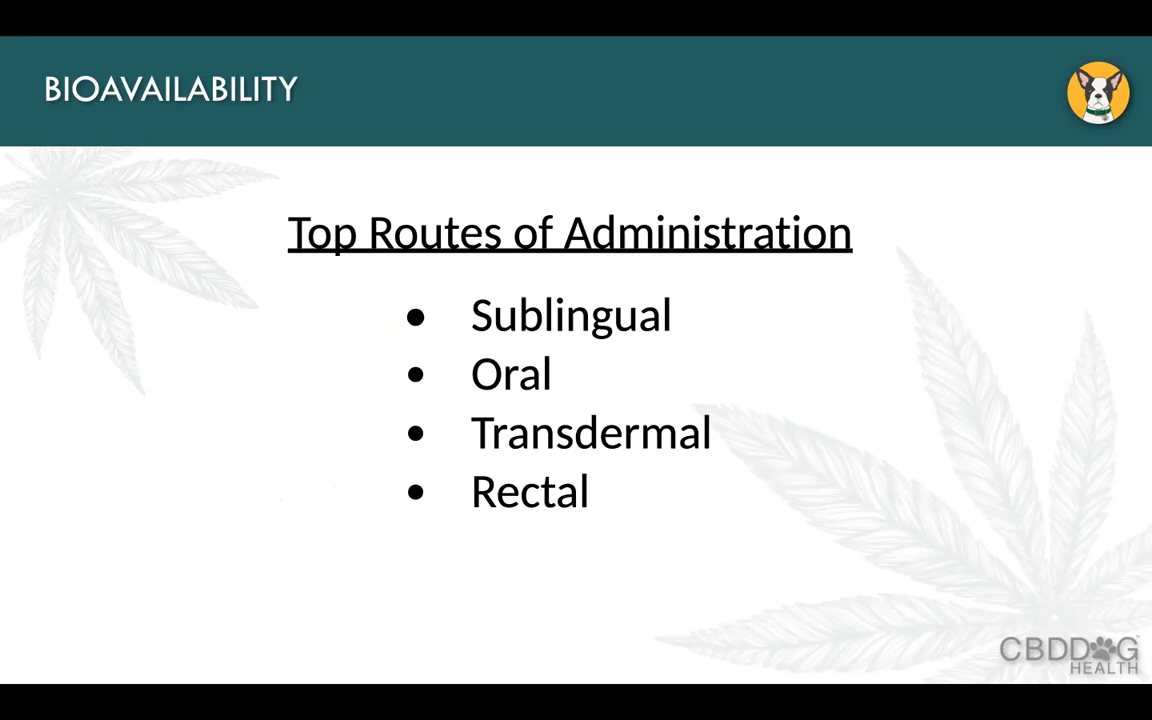 BIOAVAILABILITY
Top Routes of Administration
• Sublingual
• Oral
• Transdermal
• Rectal
CBDDOG
HEALTH